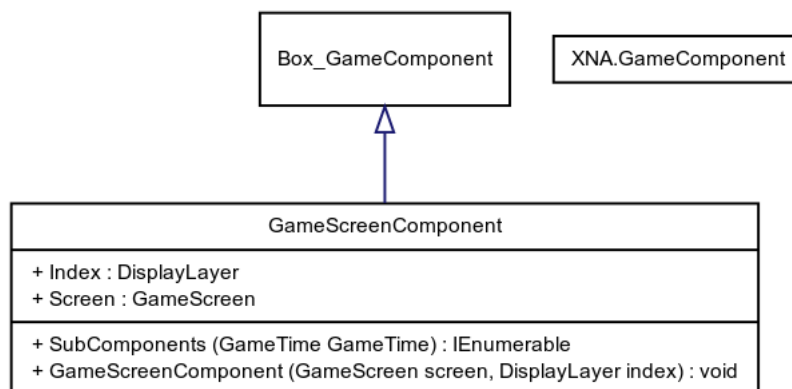 Box_GameComponent
XNA.GameComponent
GameScreenComponent
+ Index : DisplayLayer
+ Screen : GameScreen
+ SubComponents (GameTime GameTime) : IEnumerable
+ GameScreenComponent (GameScreen screen, DisplayLayer index) : void